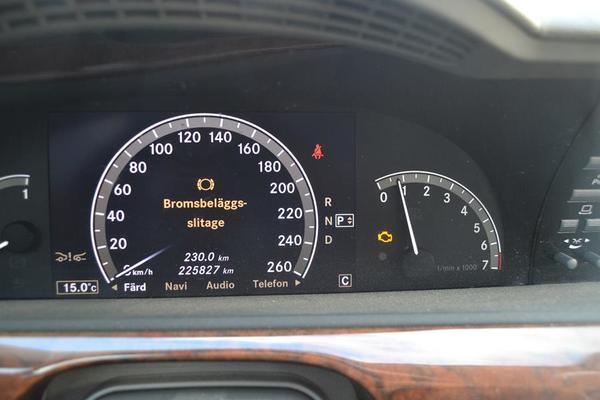 120 140
100 160
80 180
60 200
40 220
20 240
0 km/h 260
Bromsbeläggs-
slitage
230.0 km
225827 km
15.0°c
Färd Navi Audio Telefon
R
N P
D
C
1
0 1 2 3 4 5 6 7
1/min x 1000